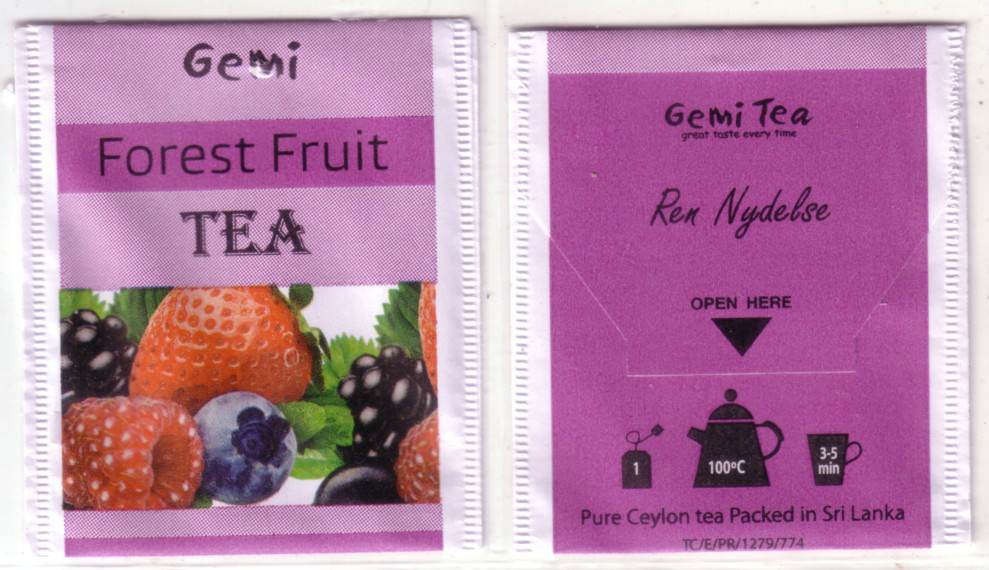 Gemi
Forest Fruit
TEA
Gemi Tea
great taste every time
Ren Nydelse
OPEN HERE
1
100ºC
3-5
min
Pure Ceylon tea Packed in Sri Lanka
TC/E/PR/1279/774